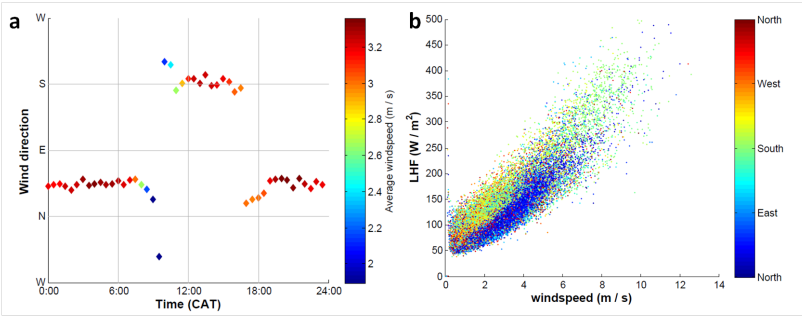 a
W
S
E
N
W
Wind direction
0:00
6:00
12:00
18:00
24:00
Time (CAT)
3.2
3
2.8
2.6
2.4
2.2
2
Average windspeed (m / s)
b
500
450
400
350
300
250
200
150
100
50
0
LHF (W / m²)
0
2
4
6
8
10
12
14
windspeed (m / s)
North
West
South
East
North